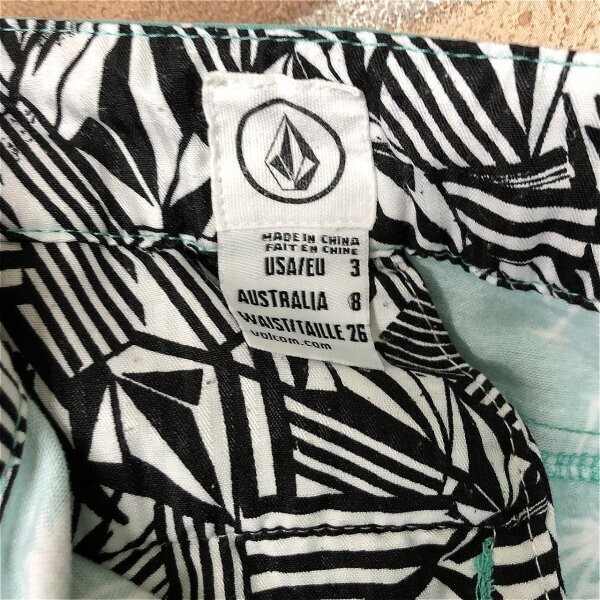 MADE IN CHINA
FAIT EN CHINE
USA/EU 3
AUSTRALIA 8
WAIST/TAILLE 26
volcom.com